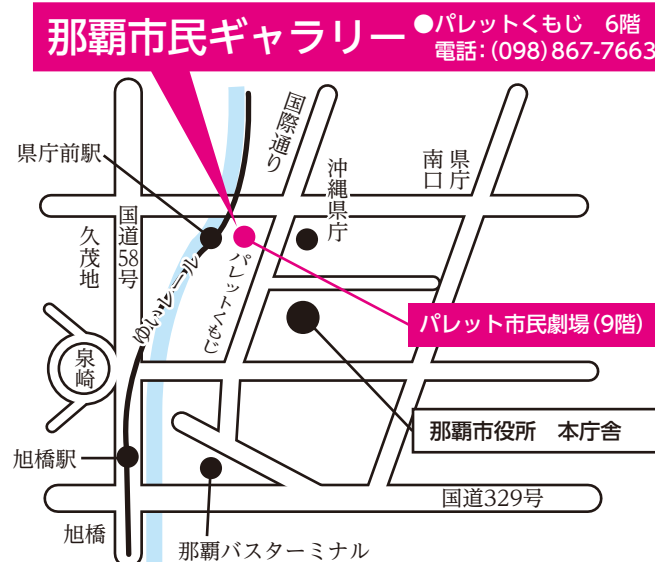 那覇市民ギャラリー
●パレットくもじ　6階
電話：(098)867-7663
国際通り
県庁前駅
沖縄県庁
県庁
南口
国道58号
久茂地
ゆいレール
パレットくもじ
パレット市民劇場(9階)
泉崎
那覇市役所　本庁舎
旭橋駅
国道329号
旭橋
那覇バスターミナル